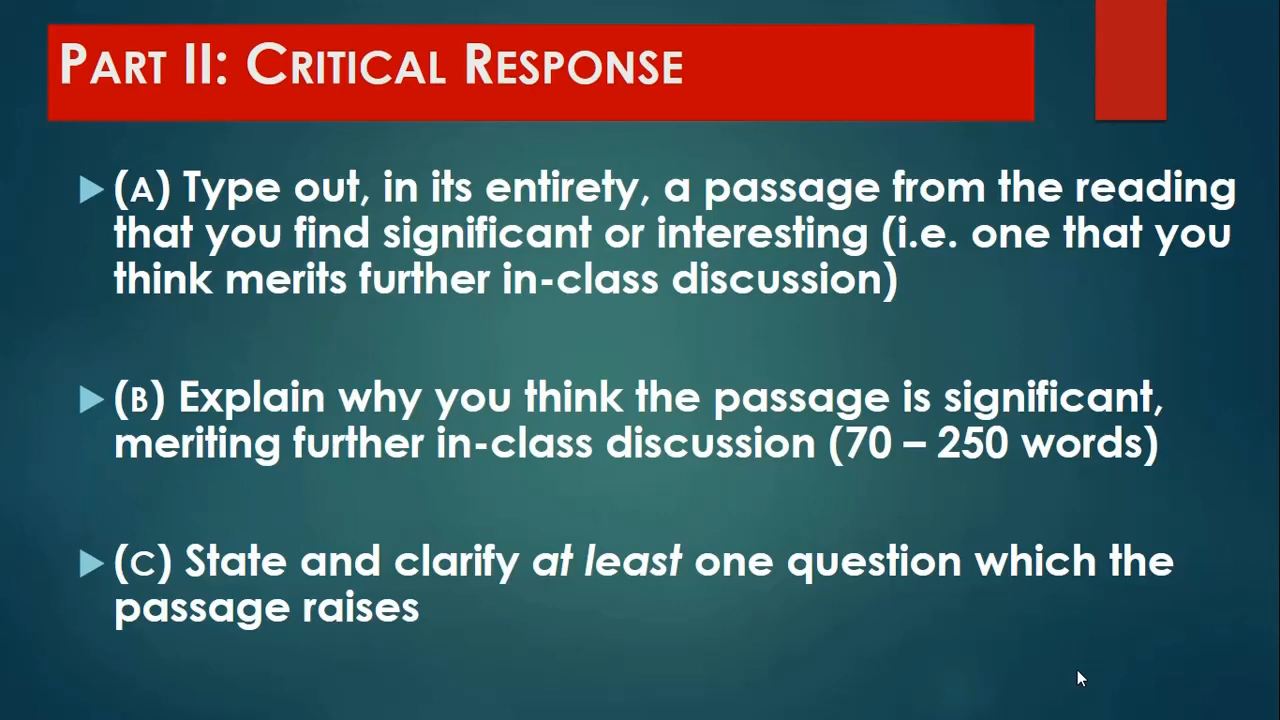 PART II: CRITICAL RESPONSE
(A) Type out, in its entirety, a passage from the reading
that you find significant or interesting (i.e. one that you
think merits further in-class discussion)
(B) Explain why you think the passage is significant,
meriting further in-class discussion (70 – 250 words)
(C) State and clarify at least one question which the
passage raises